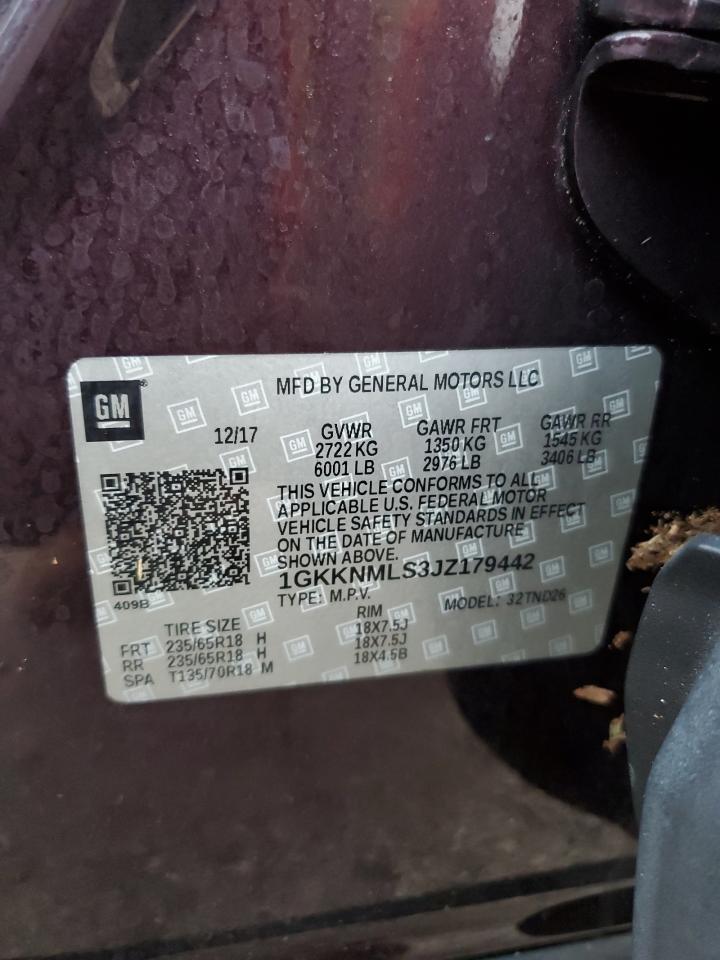 GM
MFD BY GENERAL MOTORS LLC
12/17 GVWR GAWR FRT GAWR RR
2722 KG 1350 KG 1545 KG
6001 LB 2976 LB 3406 LB
THIS VEHICLE CONFORMS TO ALL
APPLICABLE U.S. FEDERAL MOTOR
VEHICLE SAFETY STANDARDS IN EFFECT
ON THE DATE OF MANUFACTURE
SHOWN ABOVE.
1GKKNMLS3JZ179442
409B TYPE: M.P.V. MODEL: 32TND26
TIRE SIZE RIM
FRT 235/65R18 H 18X7.5J
RR 235/65R18 H 18X7.5J
SPA T135/70R18 M 18X4.5B